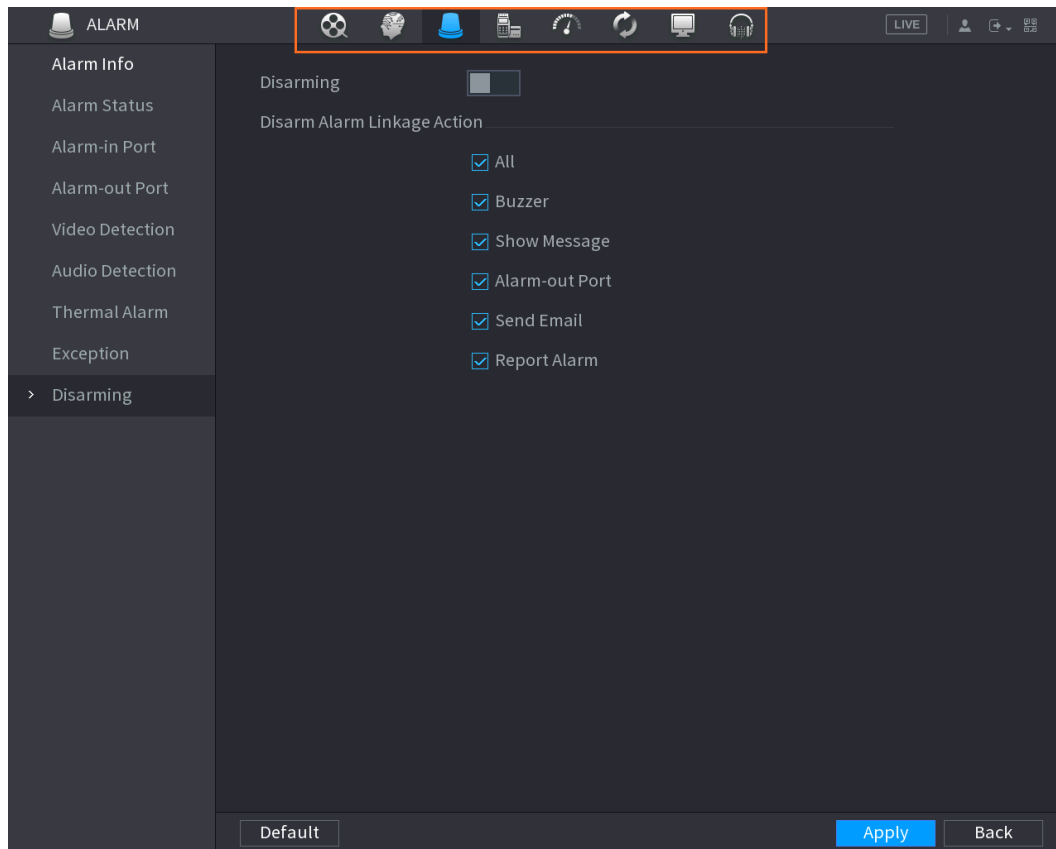 ALARM
LIVE
Alarm Info
Alarm Status
Alarm-in Port
Alarm-out Port
Video Detection
Audio Detection
Thermal Alarm
Exception
> Disarming
Disarming
Disarm Alarm Linkage Action
All
Buzzer
Show Message
Alarm-out Port
Send Email
Report Alarm
Default
Apply
Back